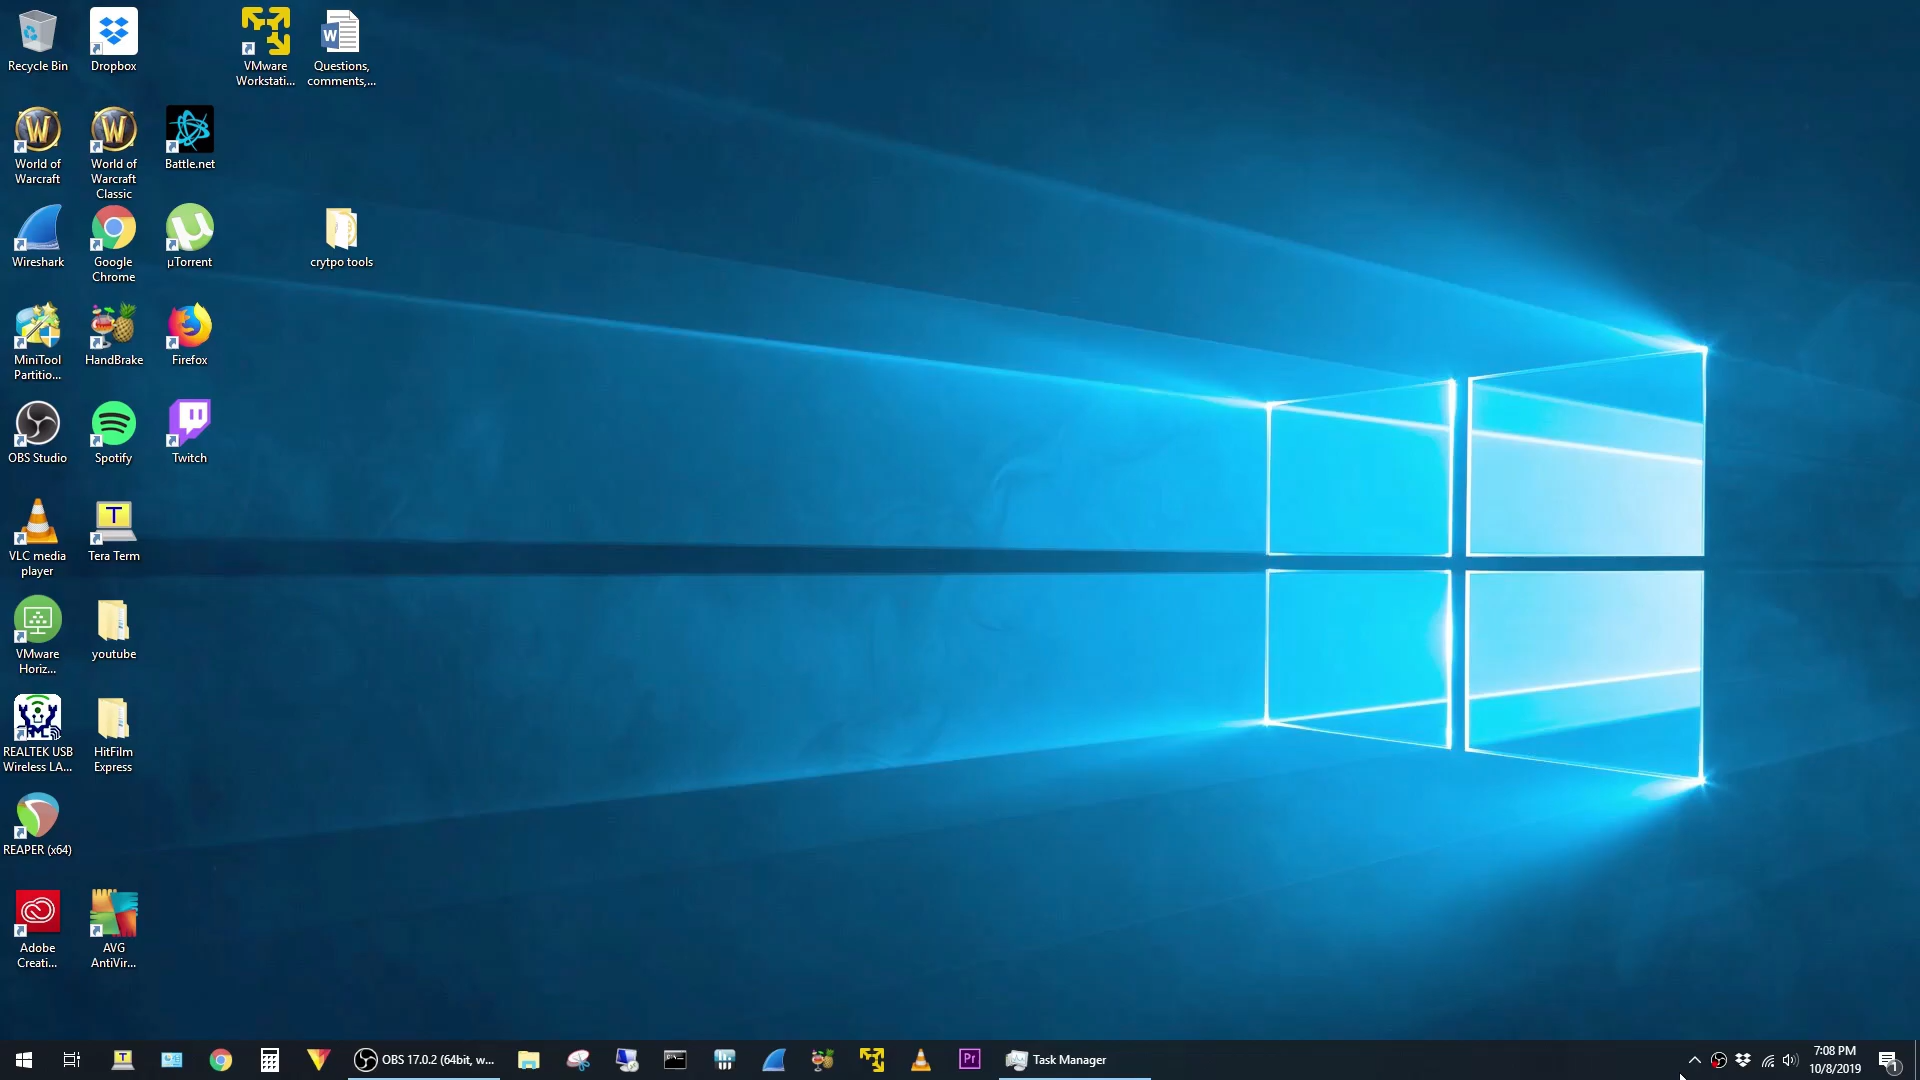 Recycle Bin
Dropbox
VMware
Workstati...
Questions,
comments,...
World of
Warcraft
World of
Warcraft
Classic
Battle.net
Wireshark
Google
Chrome
µTorrent
crytpo tools
MiniTool
Partitio...
HandBrake
Firefox
OBS Studio
Spotify
Twitch
VLC media
player
Tera Term
VMware
Horiz...
youtube
REALTEK USB
Wireless LA...
HitFilm
Express
REAPER (x64)
Adobe
Creati...
AVG
AntiVir...
OBS 17.0.2 (64bit, w...
Pr
Task Manager
7:08 PM
10/8/2019
1